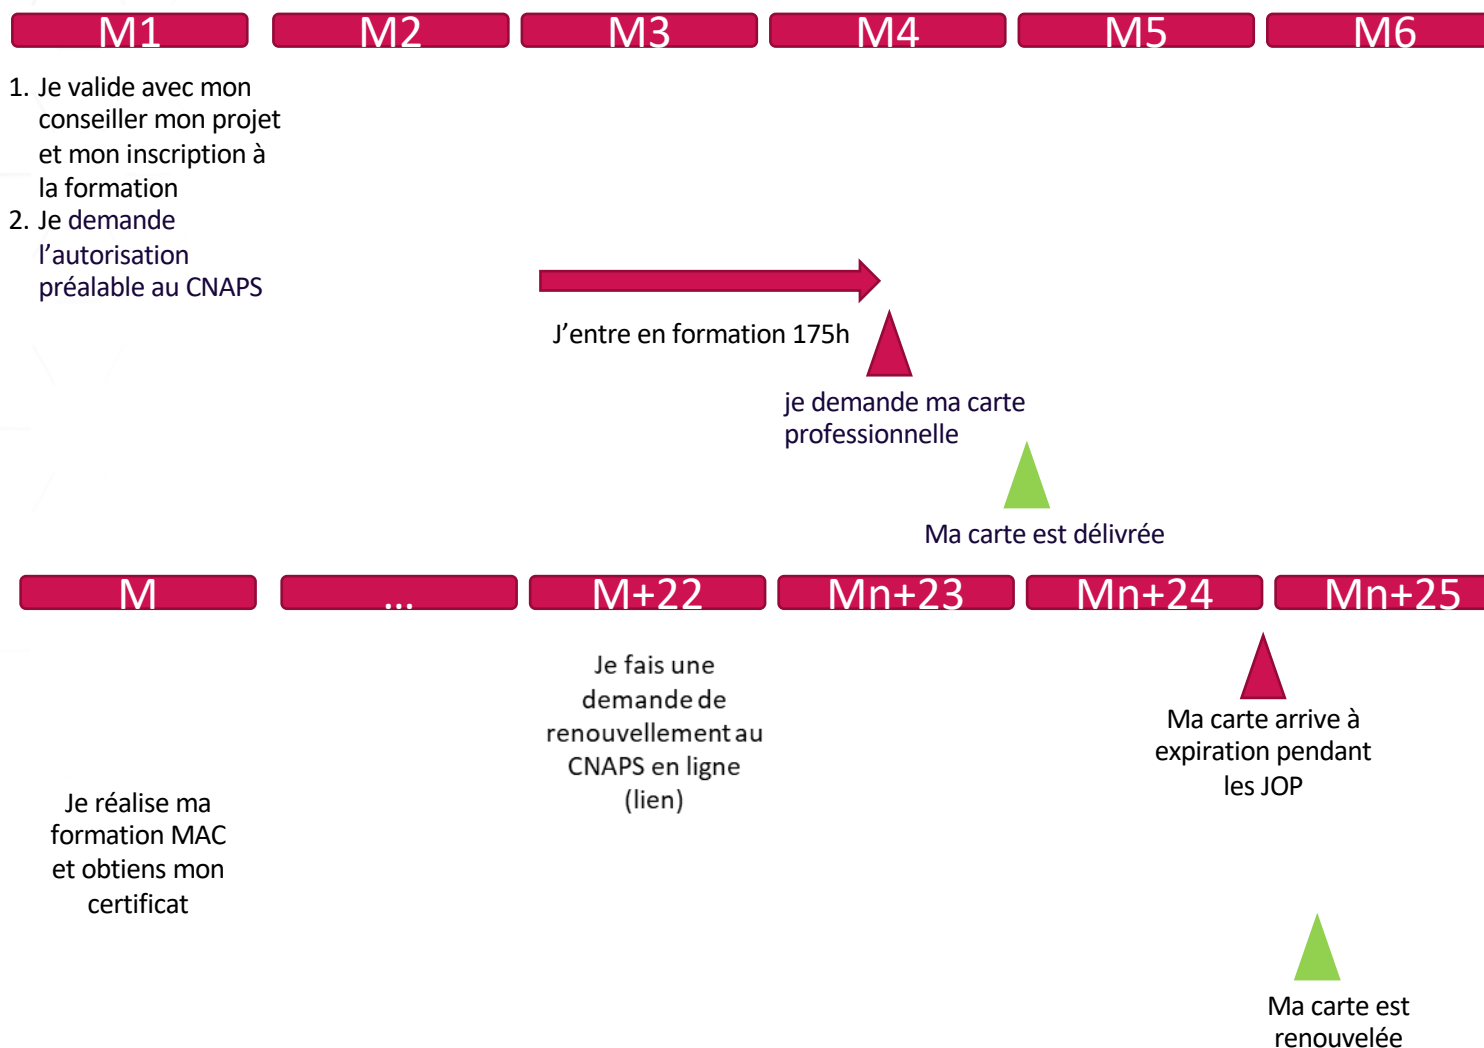 M1
M2
M3
M4
M5
M6
1. Je valide avec mon
conseiller mon projet
et mon inscription à
la formation
2. Je demande
l’autorisation
préalable au CNAPS
J’entre en formation 175h
je demande ma carte
professionnelle
Ma carte est délivrée
M
...
M+22
Mn+23
Mn+24
Mn+25
Je réalise ma
formation MAC
et obtiens mon
certificat
Je fais une
demande de
renouvellement au
CNAPS en ligne
(lien)
Ma carte arrive à
expiration pendant
les JOP
Ma carte est
renouvelée